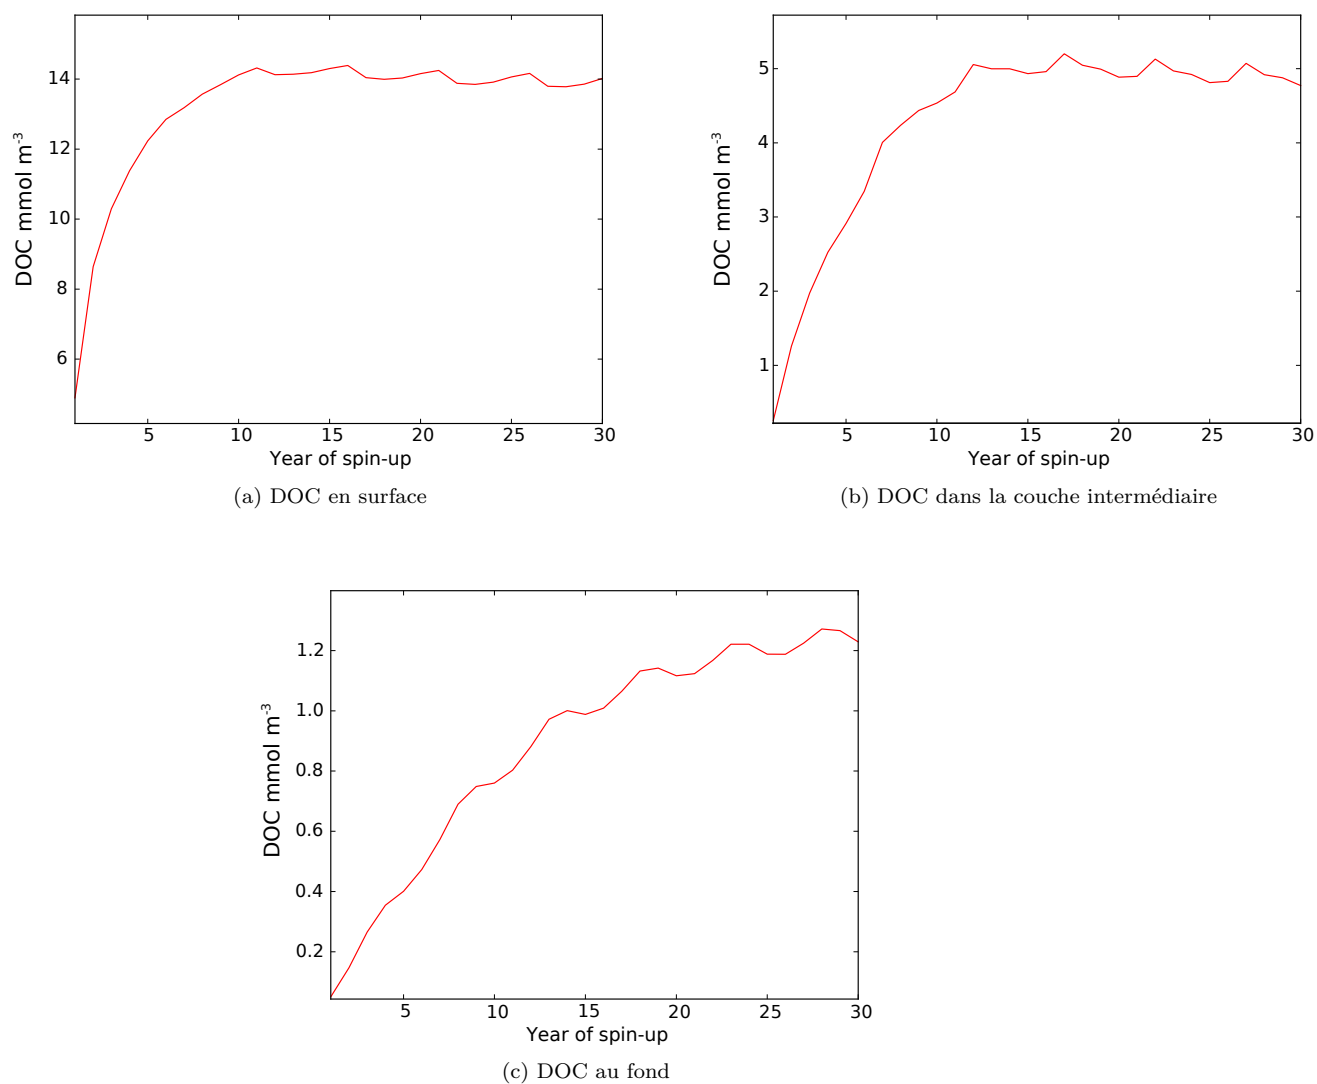 14
12
10
8
6
DOC mmol m-3
5 10 15 20 25 30
Year of spin-up
(a) DOC en surface
5
4
3
2
1
DOC mmol m-3
5 10 15 20 25 30
Year of spin-up
(b) DOC dans la couche intermédiaire
1.2
1.0
0.8
0.6
0.4
0.2
DOC mmol m-3
5 10 15 20 25 30
Year of spin-up
(c) DOC au fond